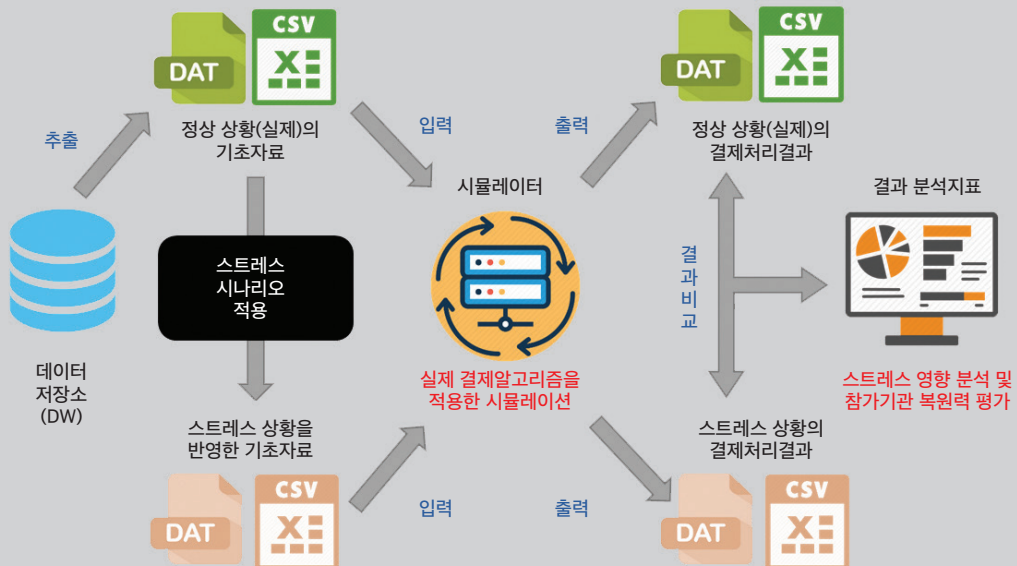 DAT
CSV
X
정상 상황(실제)의
기초자료
추출
입력
출력
DAT
CSV
X
정상 상황(실제)의
결제처리결과
시뮬레이터
결과 분석지표
스트레스
시나리오
적용
결
과
비
교
데이터
저장소
(DW)
실제 결제알고리즘을
적용한 시뮬레이션
스트레스 영향 분석 및
참가기관 복원력 평가
스트레스 상황을
반영한 기초자료
스트레스 상황의
결제처리결과
DAT
CSV
X
입력
출력
DAT
CSV
X